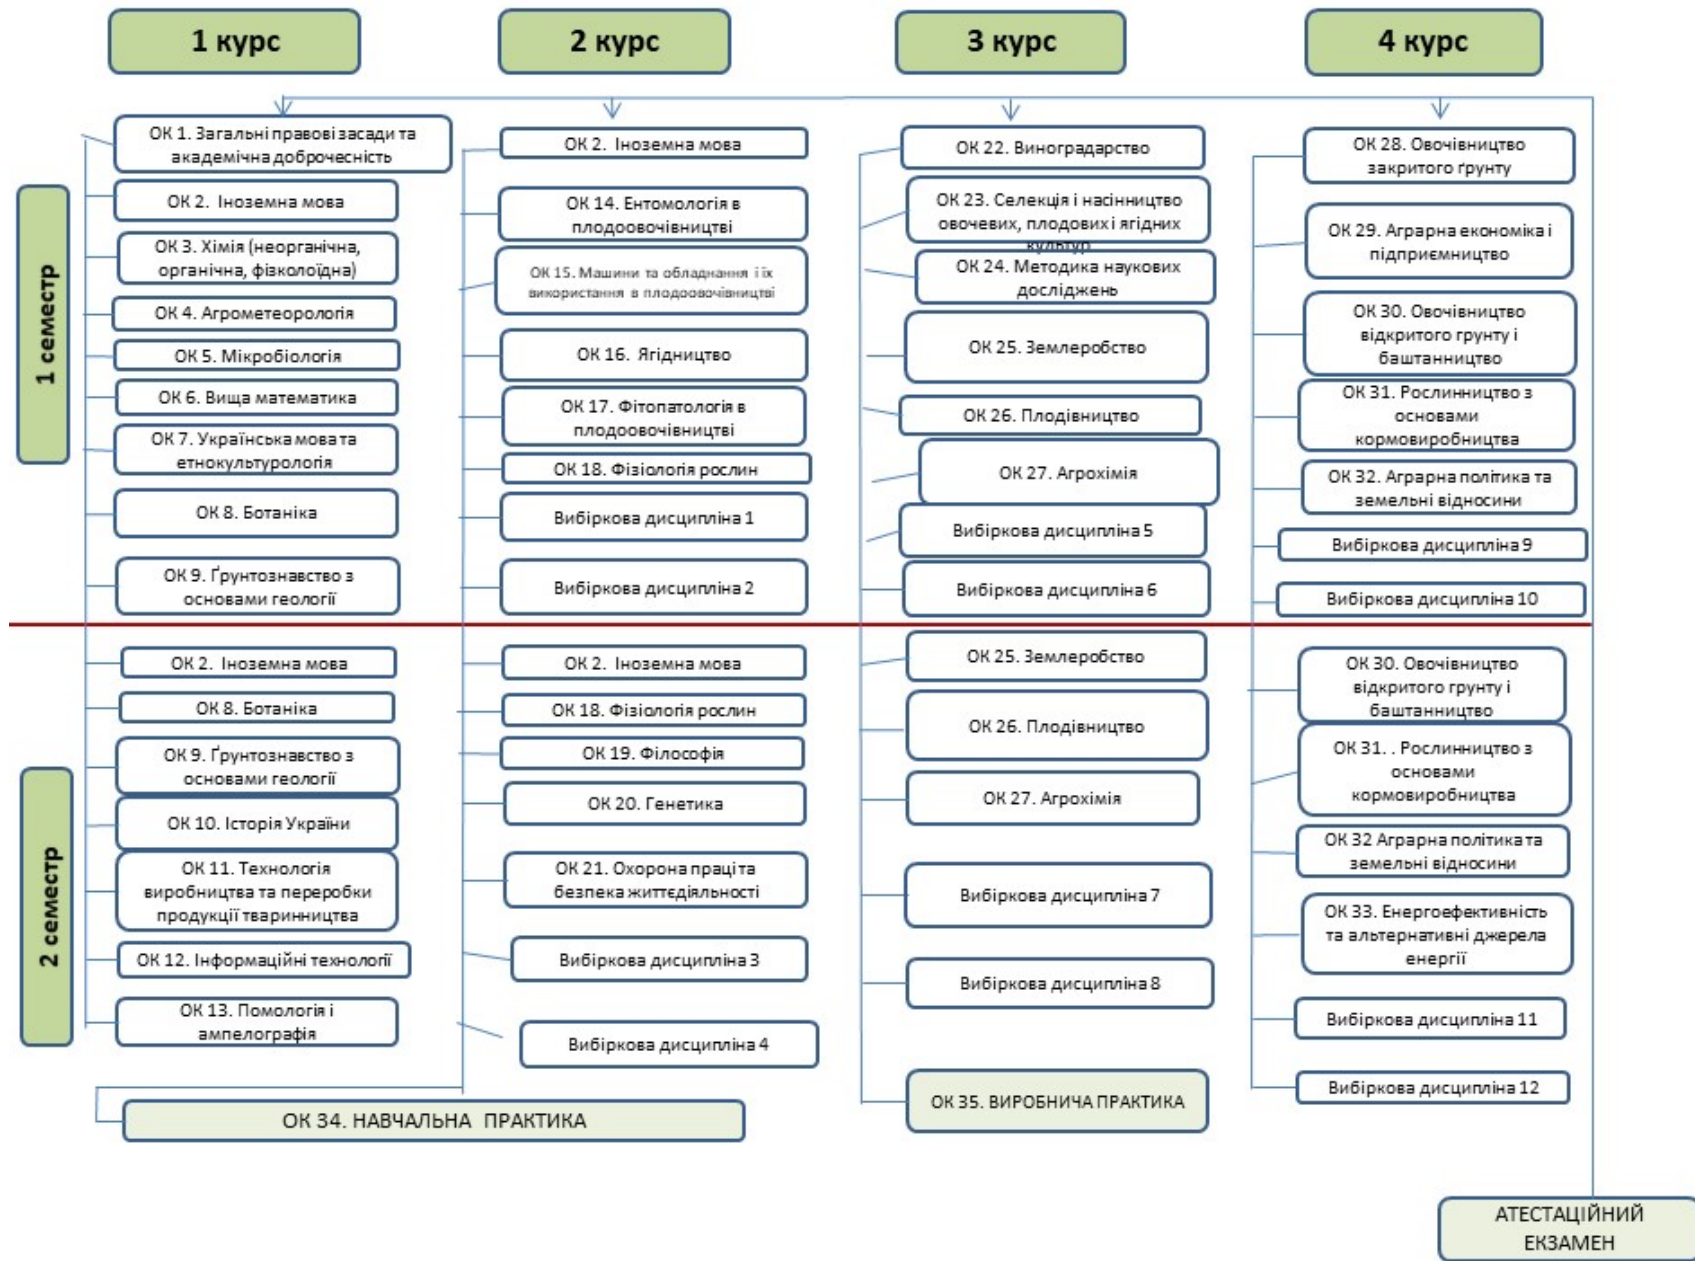 1 курс
2 курс
3 курс
4 курс
1 семестр
ОК 1. Загальні правові засади та
академічна доброчесність
ОК 2. Іноземна мова
ОК 3. Хімія (неорганічна,
органічна, фізколоїдна)
ОК 4. Агрометеорологія
ОК 5. Мікробіологія
ОК 6. Вища математика
ОК 7. Українська мова та
етнокультурологія
ОК 8. Ботаніка
ОК 9. Ґрунтознавство з
основами геології
ОК 2. Іноземна мова
ОК 14. Ентомологія в
плодоовочівництві
ОК 15. Машини та обладнання і їх
використання в плодоовочівництві
ОК 16. Ягідництво
ОК 17. Фітопатологія в
плодоовочівництві
ОК 18. Фізіологія рослин
Вибіркова дисципліна 1
Вибіркова дисципліна 2
ОК 22. Виноградарство
ОК 23. Селекція і насінництво
овочевих, плодових і ягідних
культур
ОК 24. Методика наукових
досліджень
ОК 25. Землеробство
ОК 26. Плодівництво
ОК 27. Агрохімія
Вибіркова дисципліна 5
Вибіркова дисципліна 6
ОК 28. Овочівництво
закритого ґрунту
ОК 29. Аграрна економіка і
підприємництво
ОК 30. Овочівництво
відкритого грунту і
баштанництво
ОК 31. Рослинництво з
основами
кормовиробництва
ОК 32. Аграрна політика та
земельні відносини
Вибіркова дисципліна 9
Вибіркова дисципліна 10
2 семестр
ОК 2. Іноземна мова
ОК 8. Ботаніка
ОК 9. Ґрунтознавство з
основами геології
ОК 10. Історія України
ОК 11. Технологія
виробництва та переробки
продукції тваринництва
ОК 12. Інформаційні технології
ОК 13. Помологія і
ампелографія
ОК 2. Іноземна мова
ОК 18. Фізіологія рослин
ОК 19. Філософія
ОК 20. Генетика
ОК 21. Охорона праці та
безпека життєдіяльності
Вибіркова дисципліна 3
Вибіркова дисципліна 4
ОК 34. НАВЧАЛЬНА ПРАКТИКА
ОК 25. Землеробство
ОК 26. Плодівництво
ОК 27. Агрохімія
Вибіркова дисципліна 7
Вибіркова дисципліна 8
ОК 35. ВИРОБНИЧА ПРАКТИКА
ОК 30. Овочівництво
відкритого грунту і
баштанництво
ОК 31. . Рослинництво з
основами
кормовиробництва
ОК 32 Аграрна політика та
земельні відносини
ОК 33. Енергоефективність
та альтернативні джерела
енергії
Вибіркова дисципліна 11
Вибіркова дисципліна 12
АТЕСТАЦІЙНИЙ
ЕКЗАМЕН